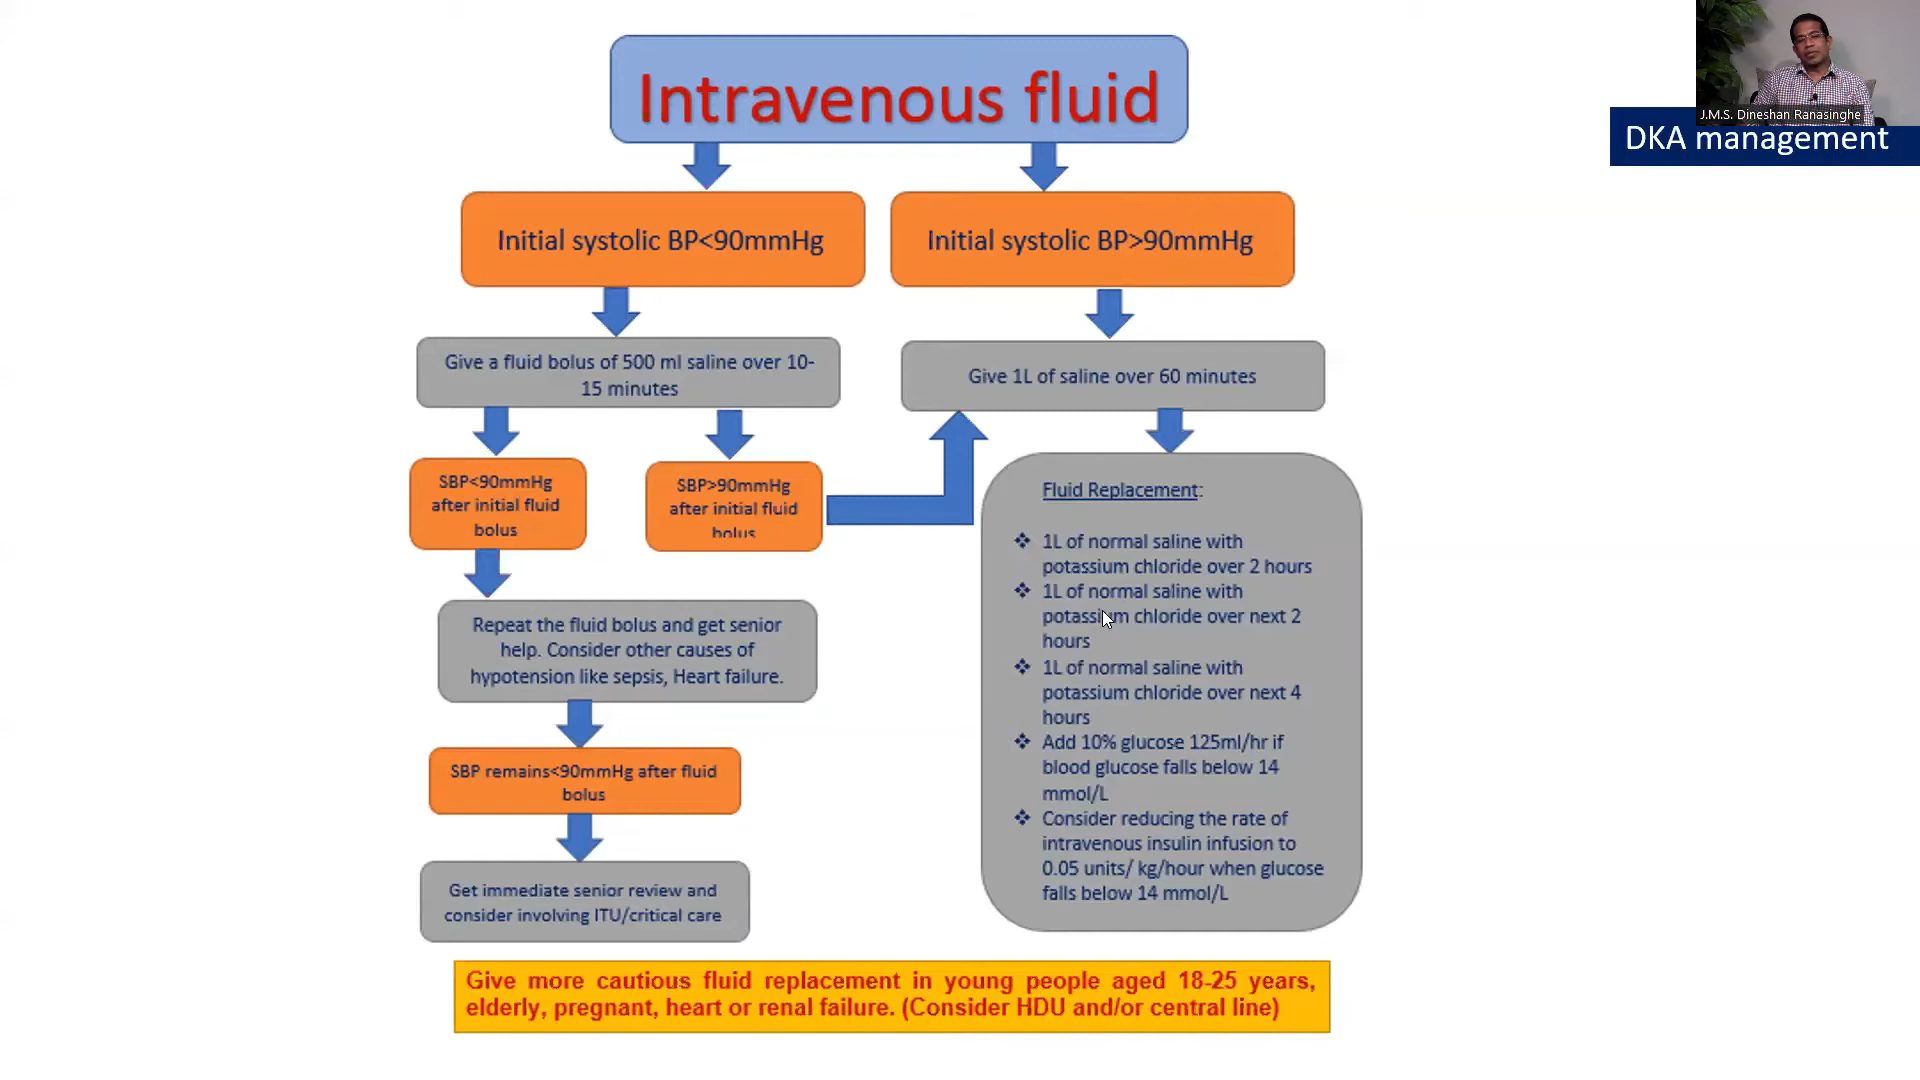 Intravenous fluid
J.M.S. Dineshan Ranasinghe
DKA management
Initial systolic BP<90mmHg
Initial systolic BP>90mmHg
Give a fluid bolus of 500 ml saline over 10-
15 minutes
Give 1L of saline over 60 minutes
SBP<90mmHg
after initial fluid
bolus
SBP>90mmHg
after initial fluid
bolus
Repeat the fluid bolus and get senior
help. Consider other causes of
hypotension like sepsis, Heart failure.
SBP remains<90mmHg after fluid
bolus
Get immediate senior review and
consider involving ITU/critical care
Fluid Replacement:
❖ 1L of normal saline with
potassium chloride over 2 hours
❖ 1L of normal saline with
potassium chloride over next 2
hours
❖ 1L of normal saline with
potassium chloride over next 4
hours
❖ Add 10% glucose 125ml/hr if
blood glucose falls below 14
mmol/L
❖ Consider reducing the rate of
intravenous insulin infusion to
0.05 units/ kg/hour when glucose
falls below 14 mmol/L
Give more cautious fluid replacement in young people aged 18-25 years,
elderly, pregnant, heart or renal failure. (Consider HDU and/or central line)